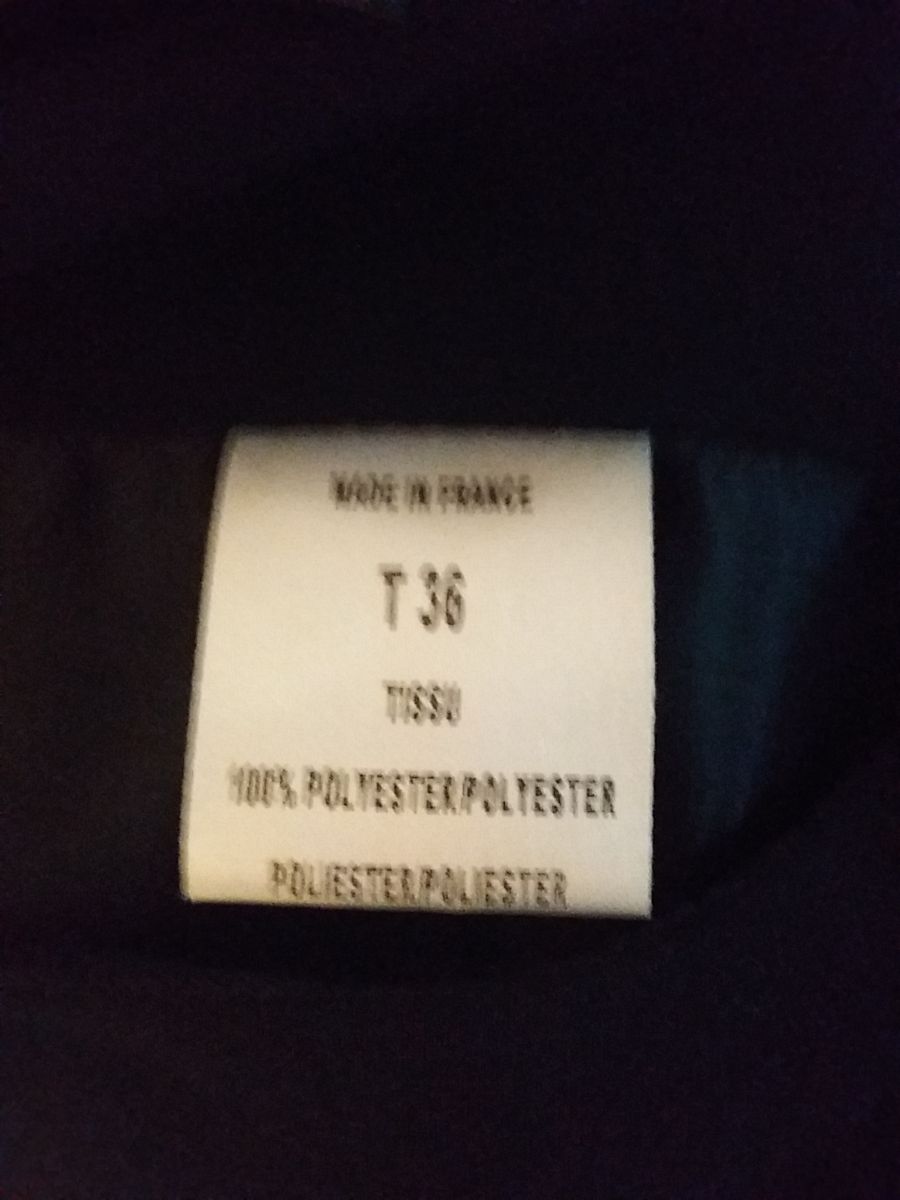 MADE IN FRANCE
T 36
TISSU
100% POLYESTER/POLYESTER
POLIESTER/POLIESTER